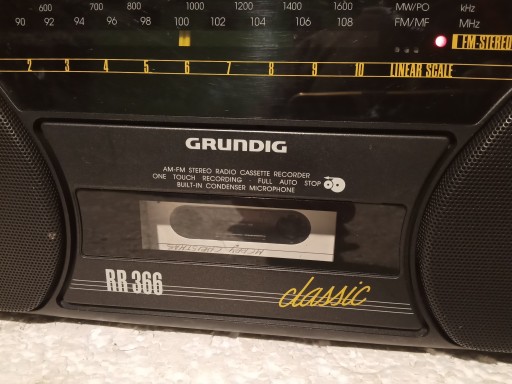 600 700 800 1000 1200 1400 1600 MW/PO kHz
90 92 94 96 98 100 102 104 106 108 FM/MF MHz
FM-STEREO
2 3 4 5 6 7 8 9 10 LINEAR SCALE
GRUNDIG
AM-FM STEREO RADIO CASSETTE RECORDER
ONE TOUCH RECORDING · FULL AUTO STOP
BUILT-IN CONDENSER MICROPHONE
RR 366
classic